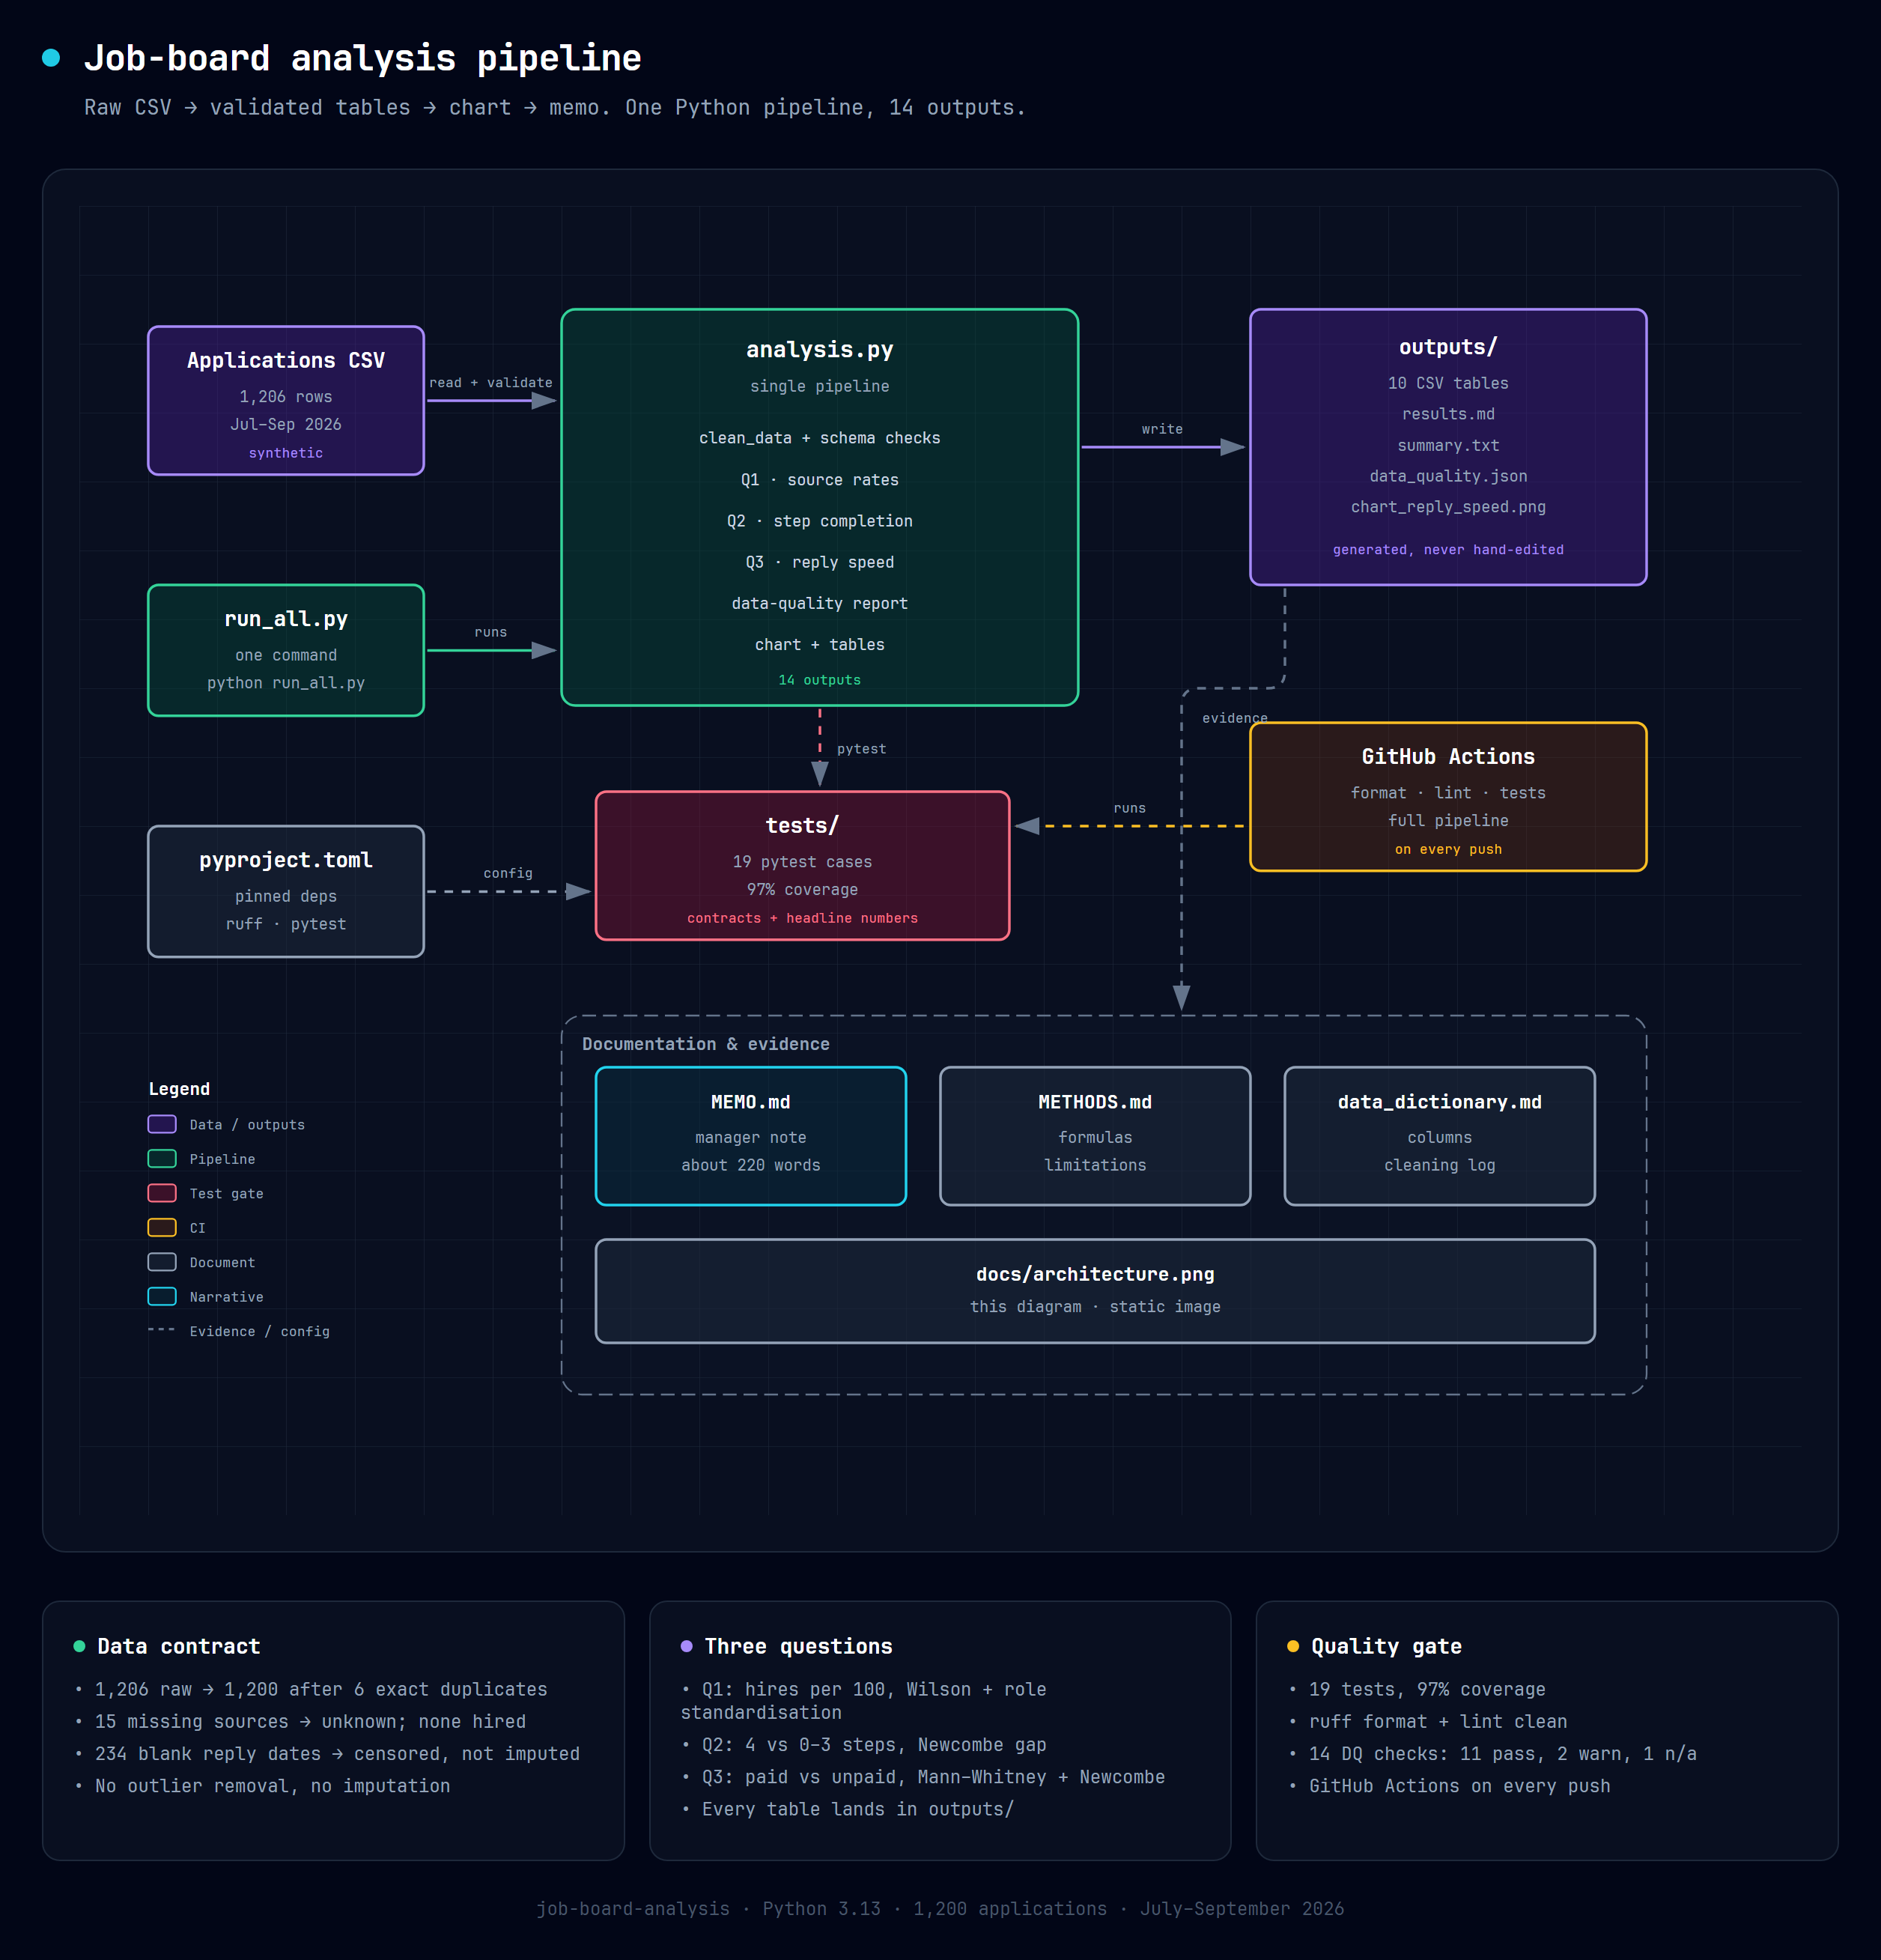 Job-board analysis pipeline
Raw CSV → validated tables → chart → memo. One Python pipeline, 14 outputs.
Applications CSV
1,206 rows
Jul–Sep 2026
synthetic
read + validate
analysis.py
single pipeline
clean_data + schema checks
Q1 · source rates
Q2 · step completion
Q3 · reply speed
data-quality report
chart + tables
14 outputs
write
outputs/
10 CSV tables
results.md
summary.txt
data_quality.json
chart_reply_speed.png
generated, never hand-edited
run_all.py
one command
python run_all.py
runs
pytest
evidence
GitHub Actions
format · lint · tests
full pipeline
on every push
runs
tests/
19 pytest cases
97% coverage
contracts + headline numbers
pyproject.toml
pinned deps
ruff · pytest
config
Documentation & evidence
MEMO.md
manager note
about 220 words
METHODS.md
formulas
limitations
data_dictionary.md
columns
cleaning log
docs/architecture.png
this diagram · static image
Legend
Data / outputs
Pipeline
Test gate
CI
Document
Narrative
Evidence / config
Data contract
• 1,206 raw → 1,200 after 6 exact duplicates
• 15 missing sources → unknown; none hired
• 234 blank reply dates → censored, not imputed
• No outlier removal, no imputation
Three questions
• Q1: hires per 100, Wilson + role
standardisation
• Q2: 4 vs 0–3 steps, Newcombe gap
• Q3: paid vs unpaid, Mann–Whitney + Newcombe
• Every table lands in outputs/
Quality gate
• 19 tests, 97% coverage
• ruff format + lint clean
• 14 DQ checks: 11 pass, 2 warn, 1 n/a
• GitHub Actions on every push
job-board-analysis · Python 3.13 · 1,200 applications · July–September 2026